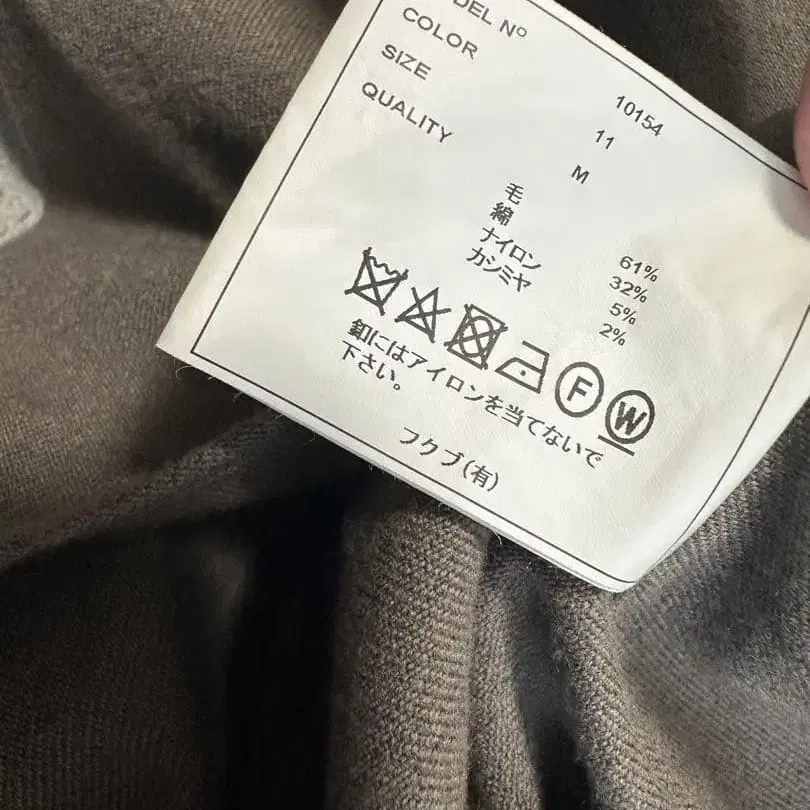 DEL Nº 10154
COLOR 11
SIZE M
QUALITY
毛 61%
綿 32%
ナイロン 5%
カシミヤ 2%
F W
釦にはアイロンを当てないで
下さい。
フクブ(有)